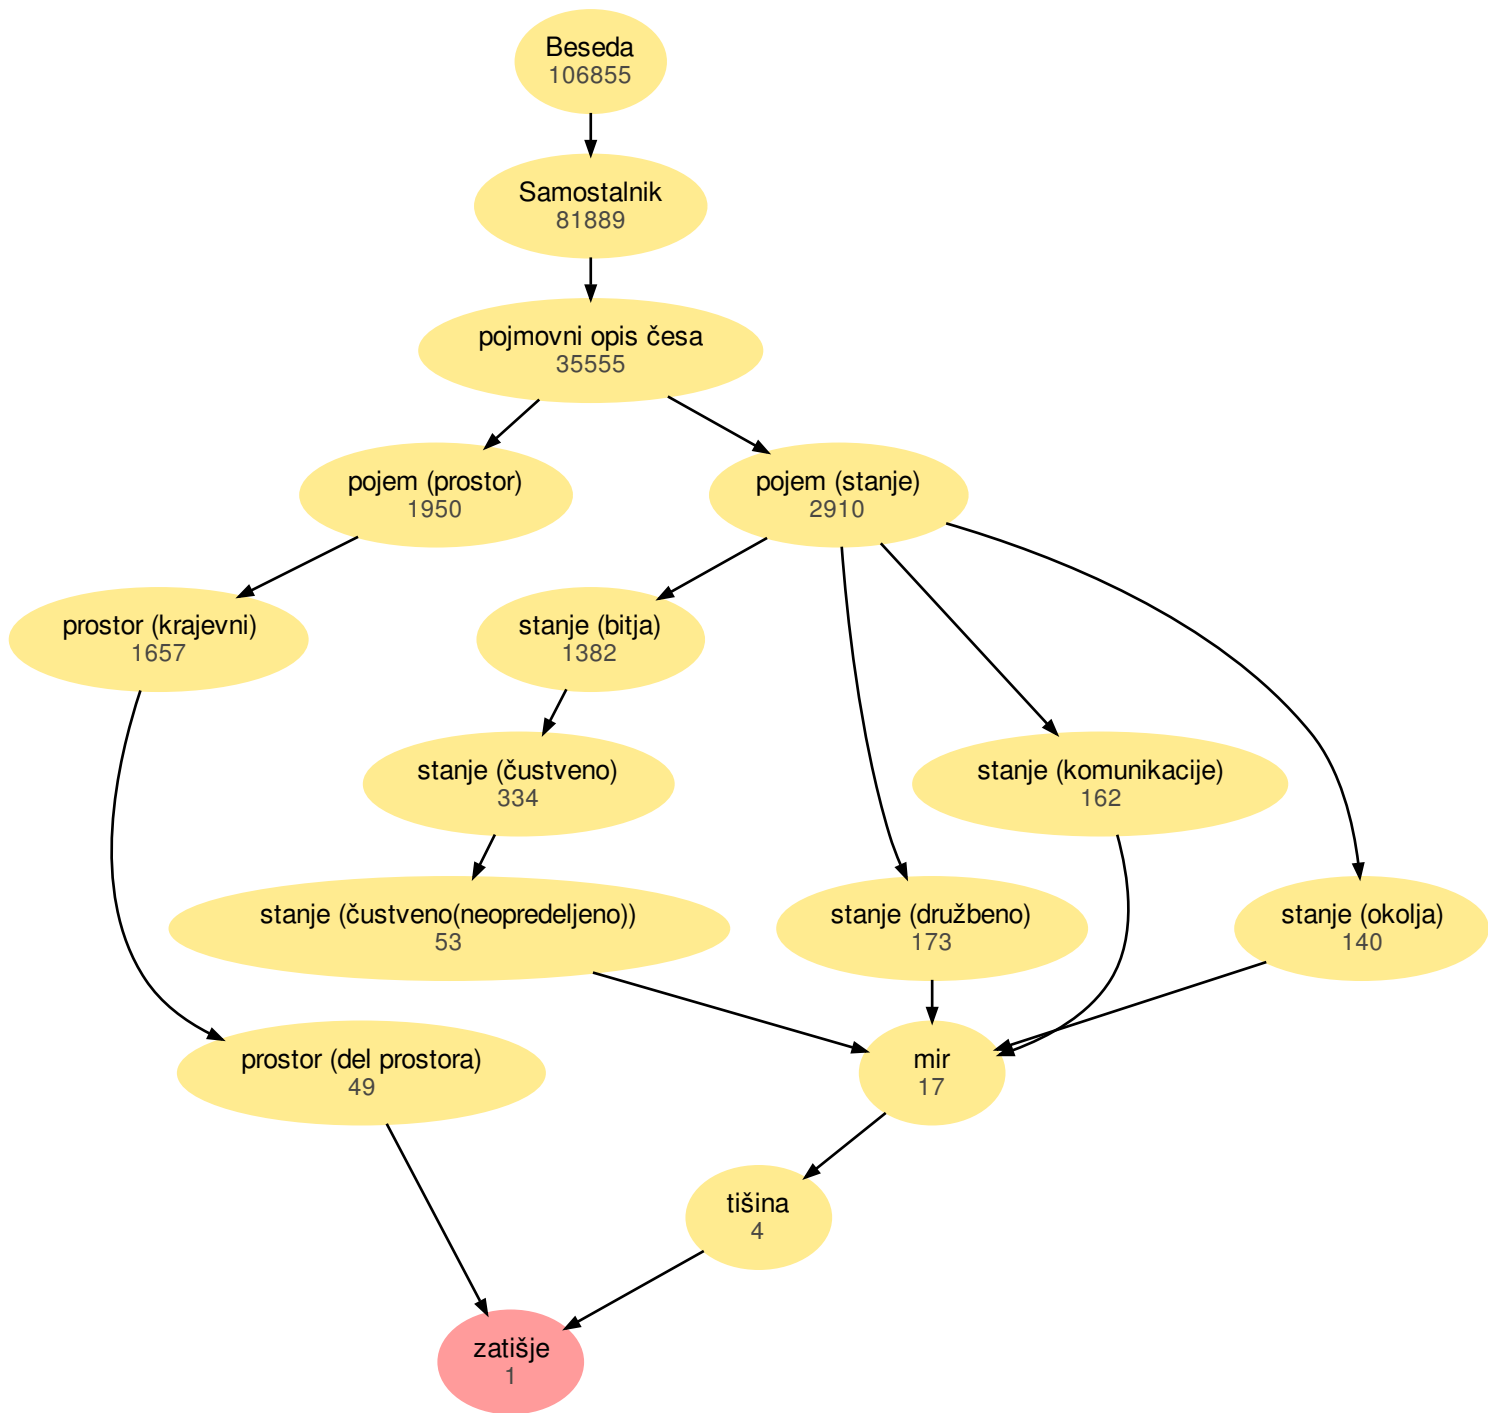 Beseda
106855
Samostalnik
81889
pojmovni opis česa
35555
pojem (prostor)
1950
pojem (stanje)
2910
prostor (krajevni)
1657
stanje (bitja)
1382
stanje (čustveno)
334
stanje (komunikacije)
162
stanje (čustveno(neopredeljeno))
53
stanje (družbeno)
173
stanje (okolja)
140
prostor (del prostora)
49
mir
17
tišina
4
zatišje
1